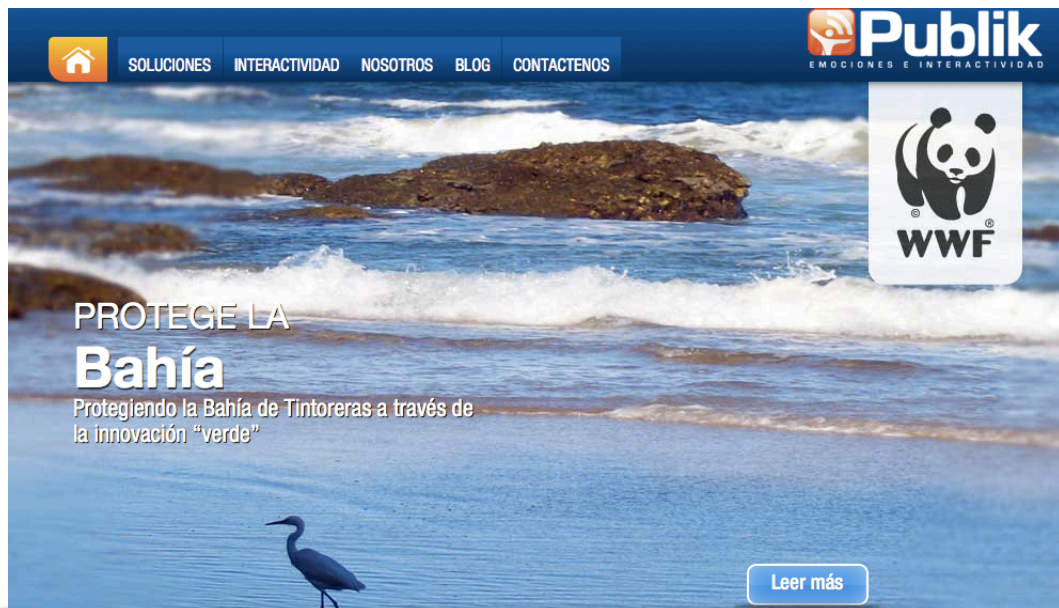 Publik
EMOCIONES E INTERACTIVIDAD
SOLUCIONES INTERACTIVIDAD NOSOTROS BLOG CONTACTENOS
©
®
WWF
PROTEGE LA
Bahía
Protegiendo la Bahía de Tintoreras a través de
la innovación “verde”
Leer más